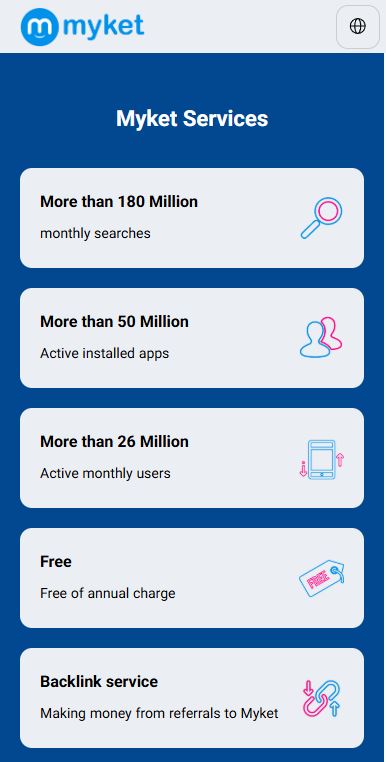 myket
Myket Services
More than 180 Million
monthly searches
More than 50 Million
Active installed apps
More than 26 Million
Active monthly users
Free
Free of annual charge
FREE
Backlink service
Making money from referrals to Myket